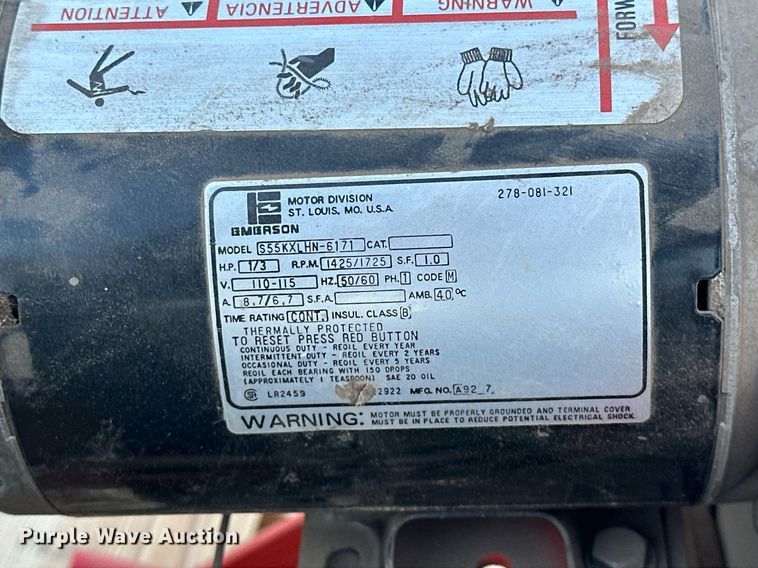 ATTENTION
ADVERTENCIA
WARNING
FORW
MOTOR DIVISION
ST. LOUIS, MO. U.S.A.
278-081-321
EMERSON
MODEL S55KXLHN-6171 CAT.
H.P. 1/3 R.P.M. 1425/1725 S.F. 1.0
V. 110-115 HZ. 50/60 PH. 1 CODE M
A. 8.7/6.7 S.F.A. AMB. 40 °C
TIME RATING CONT. INSUL. CLASS B
THERMALLY PROTECTED
TO RESET PRESS RED BUTTON
CONTINUOUS DUTY - REOIL EVERY YEAR
INTERMITTENT DUTY - REOIL EVERY 2 YEARS
OCCASIONAL DUTY - REOIL EVERY 5 YEARS
REOIL EACH BEARING WITH 150 DROPS
(APPROXIMATELY 1 TEASPOON) SAE 20 OIL
LR2459 2922 MFG. NO. A92_7
WARNING: MOTOR MUST BE PROPERLY GROUNDED AND TERMINAL COVER
MUST BE IN PLACE TO REDUCE POTENTIAL ELECTRICAL SHOCK.
Purple Wave Auction